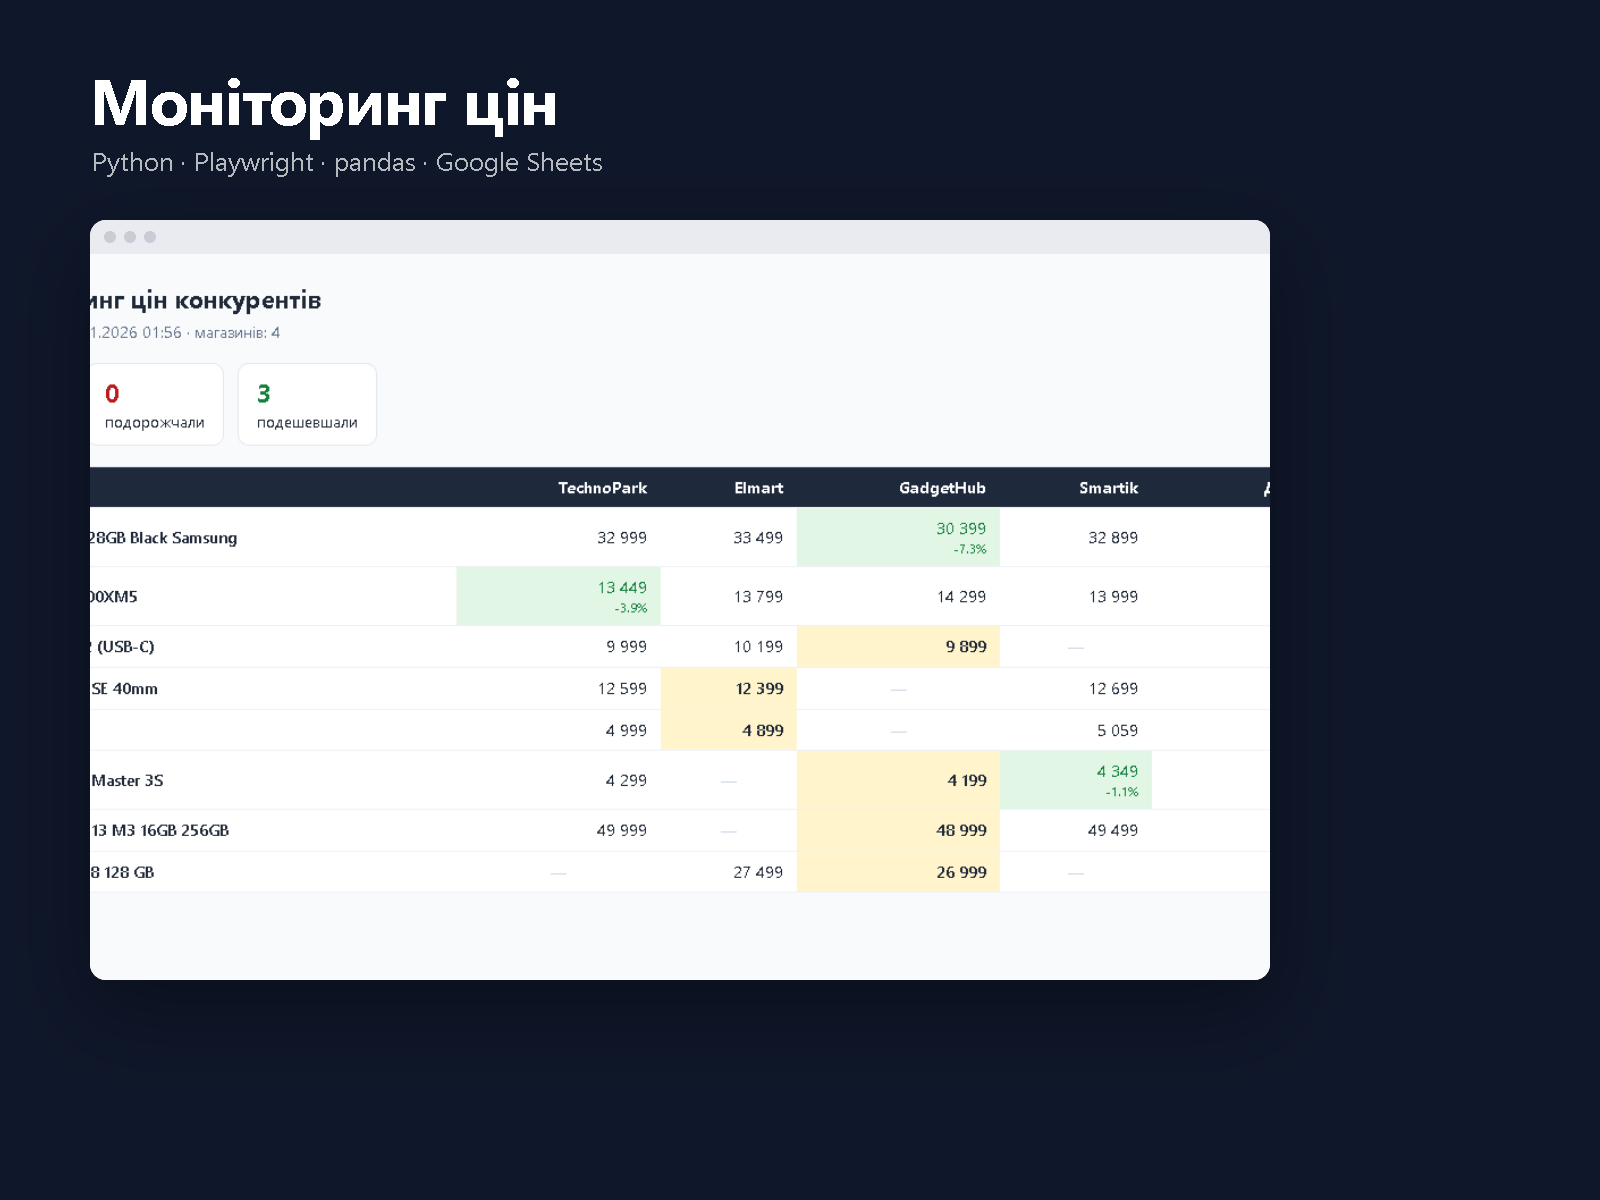 Моніторинг цін
Python · Playwright · pandas · Google Sheets
инг цін конкурентів
1.2026 01:56 · магазинів: 4
0 3
подорожчали подешевшали
TechnoPark Elmart GadgetHub Smartik
28GB Black Samsung 32 999 33 499 30 399 32 899
-7.3%
00XM5 13 449 13 799 14 299 13 999
-3.9%
(USB-C) 9 999 10 199 9 899 —
SE 40mm 12 599 12 399 — 12 699
4 999 4 899 — 5 059
Master 3S 4 299 — 4 199 4 349
-1.1%
13 M3 16GB 256GB 49 999 — 48 999 49 499
8 128 GB — 27 499 26 999 —